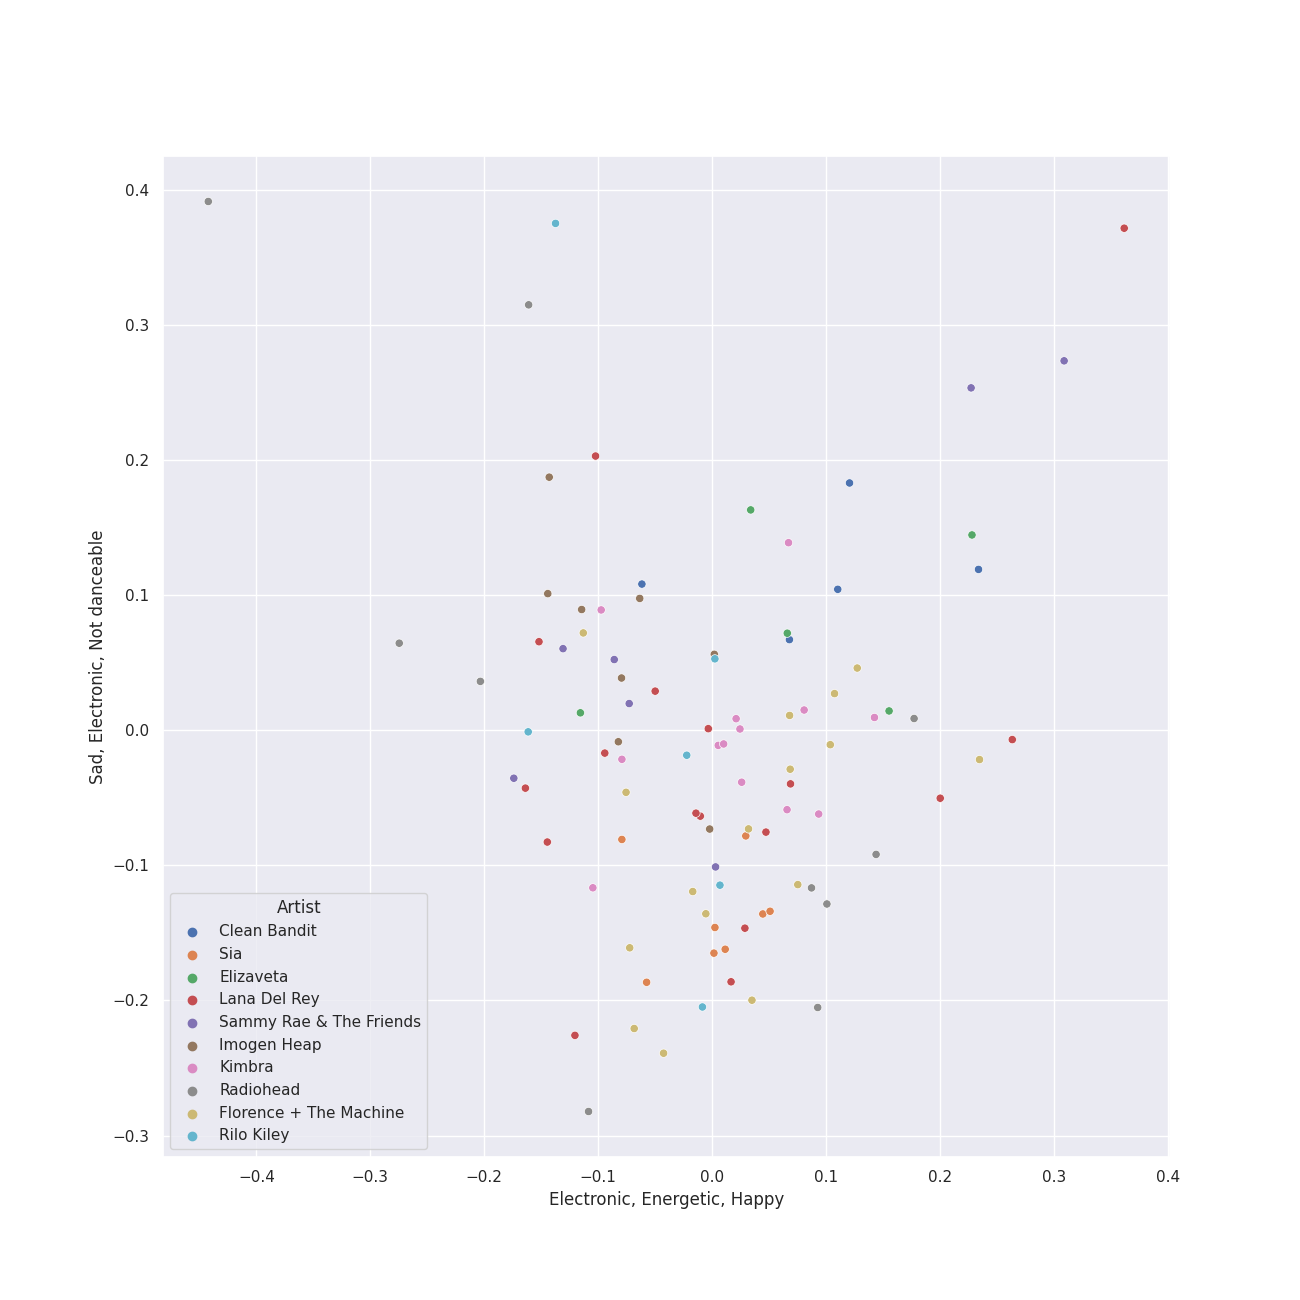 0.4
0.3
0.2
0.1
0.0
−0.1
−0.2
−0.3
Sad, Electronic, Not danceable
Artist
Clean Bandit
Sia
Elizaveta
Lana Del Rey
Sammy Rae & The Friends
Imogen Heap
Kimbra
Radiohead
Florence + The Machine
Rilo Kiley
−0.4 −0.3 −0.2 −0.1 0.0 0.1 0.2 0.3 0.4
Electronic, Energetic, Happy